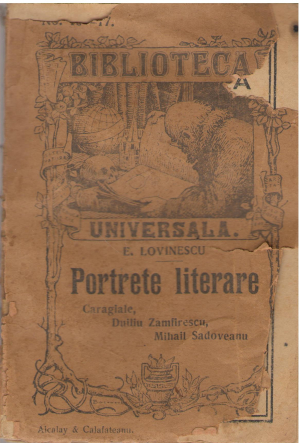 BIBLIOTECA
UNIVERSALA.
E. LOVINESCU
Portrete literare
Caragiale,
Duiliu Zamfirescu,
Mihail Sadoveanu
Alcalay & Calafateanu.